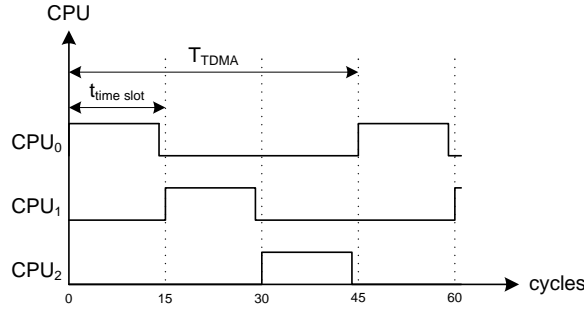 CPU
T_TDMA
t_time slot
CPU_0
CPU_1
CPU_2
cycles
0 15 30 45 60